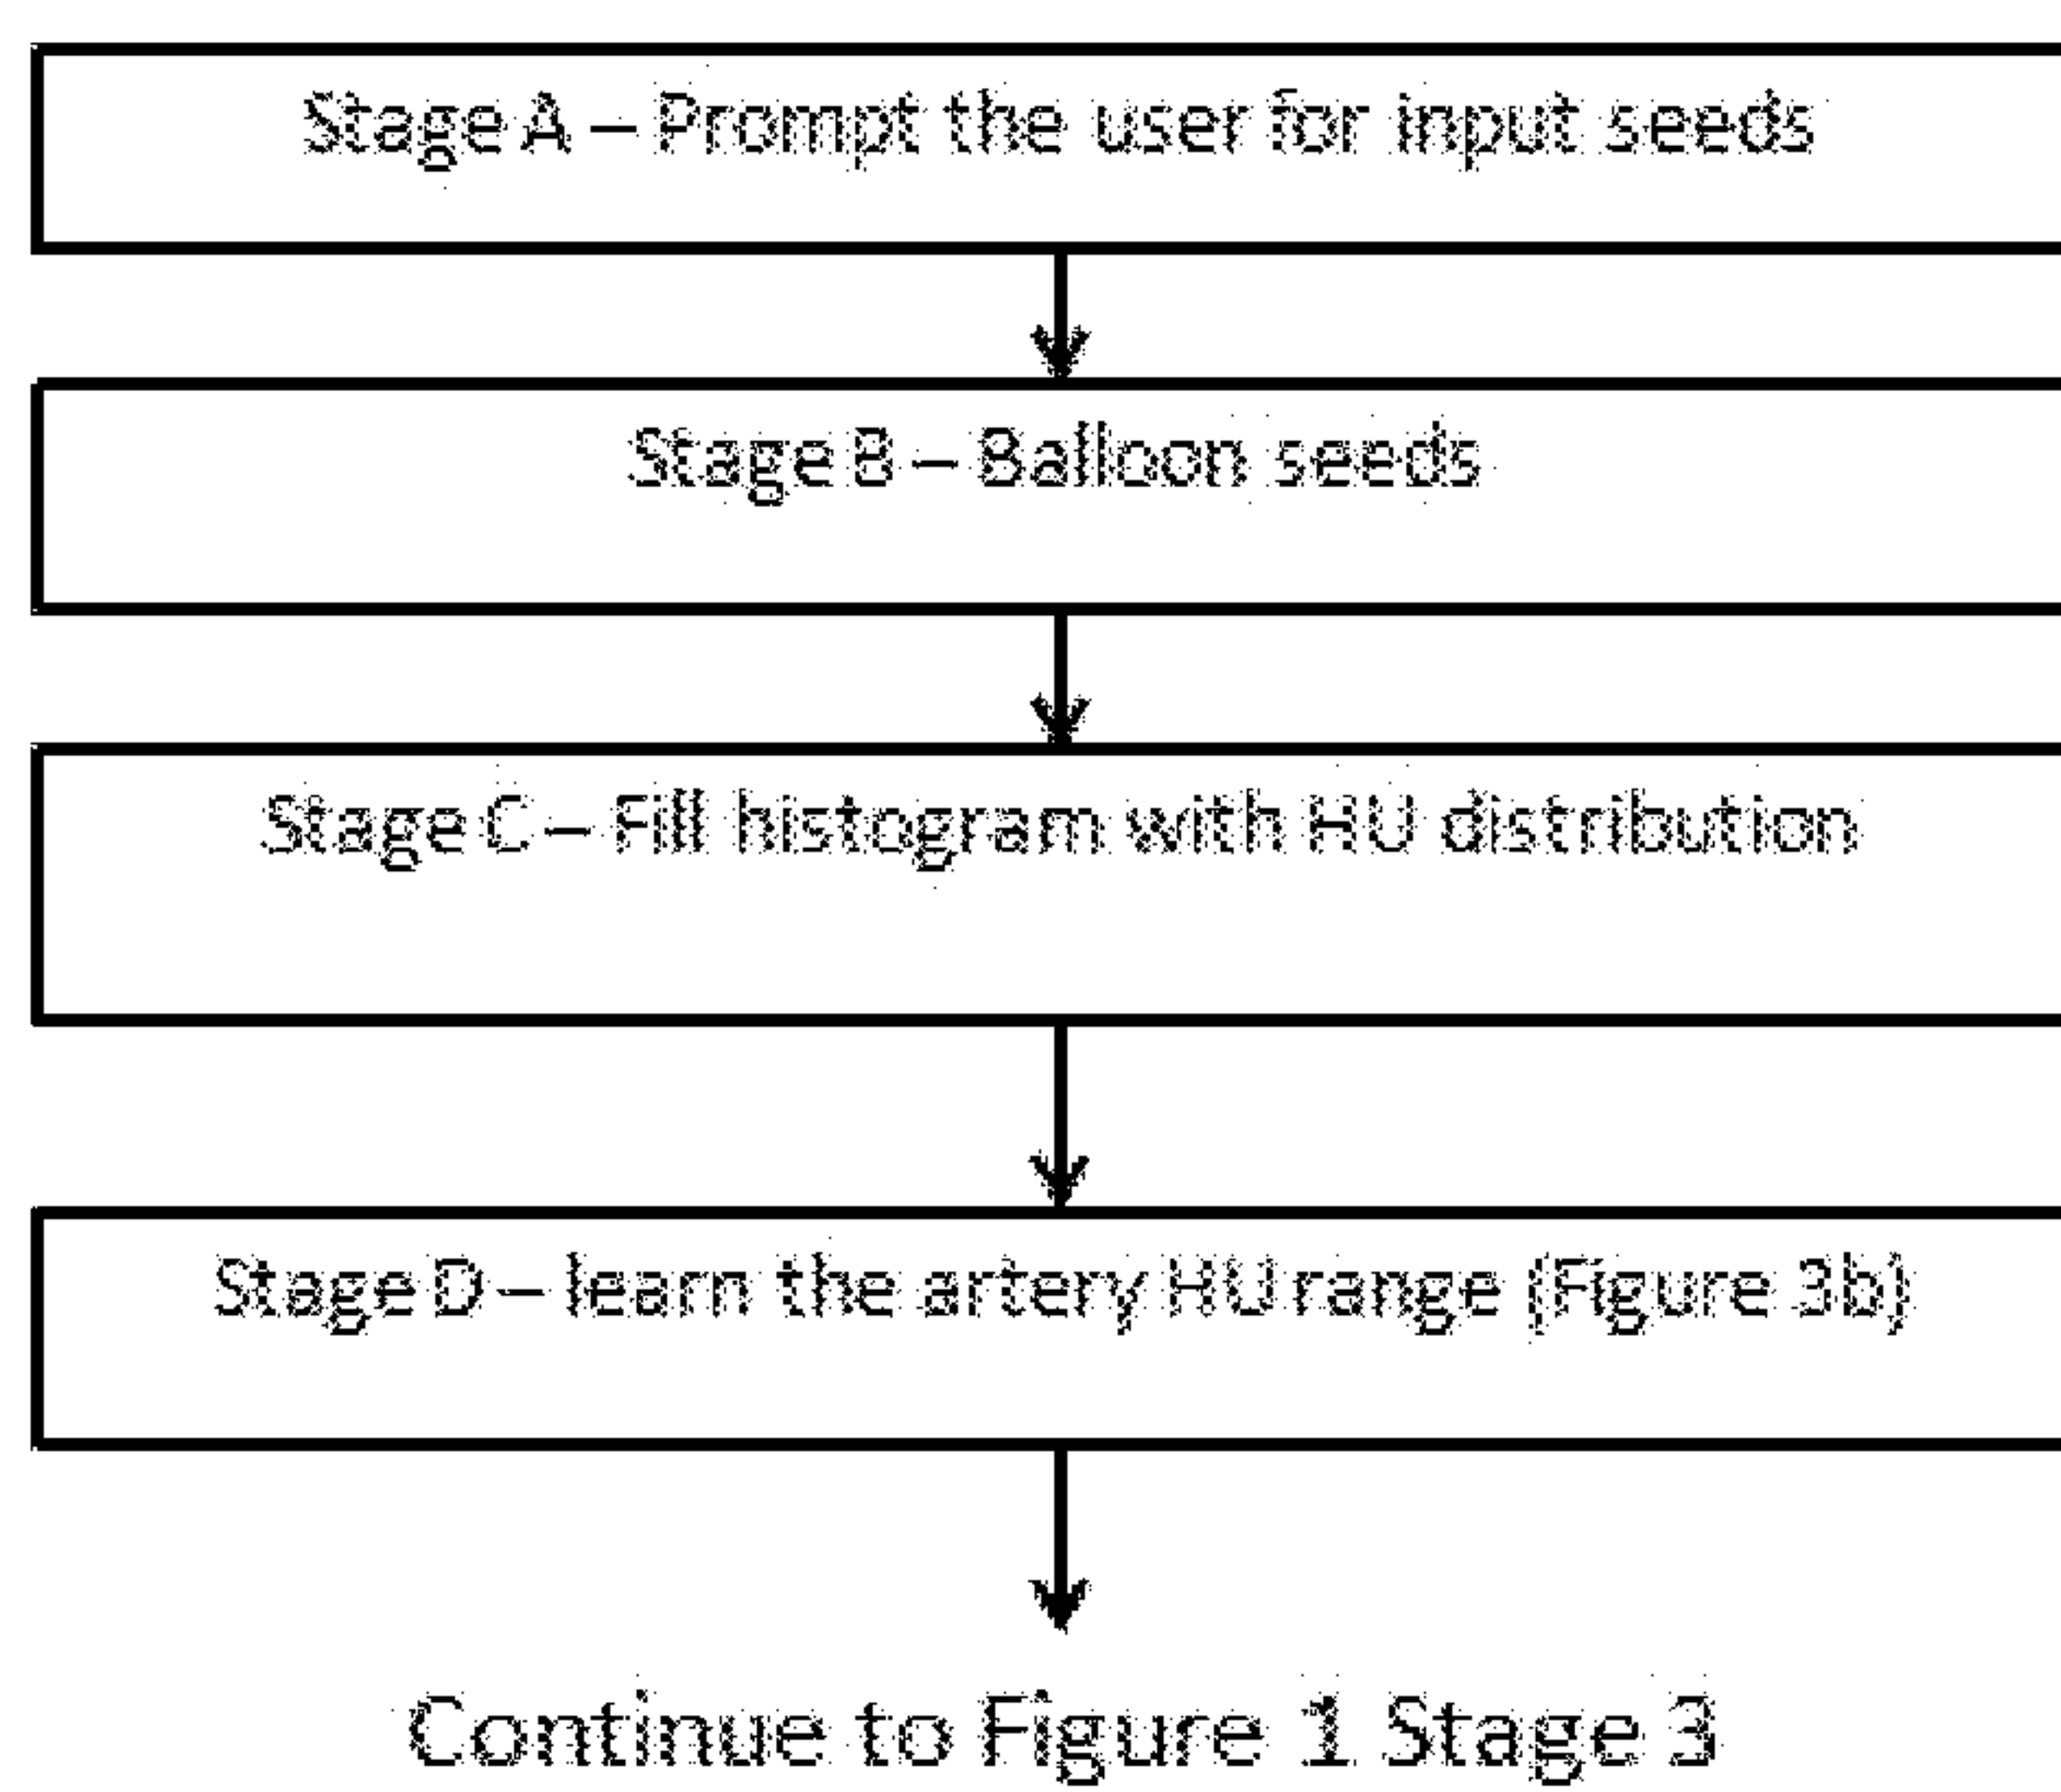 Stage A – Prompt the user for input seeds
Stage B – Balloon seeds
Stage C – Fill histogram with HU distribution
Stage D – learn the artery HU range (Figure 3b)
Continue to Figure 1 Stage 3